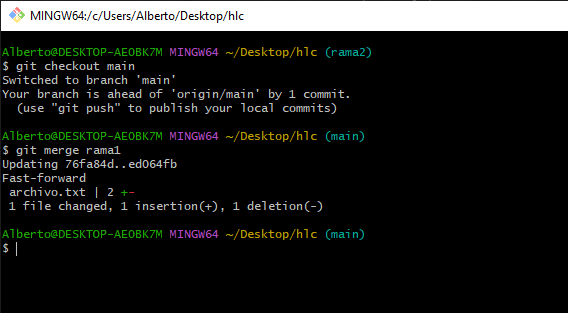 MINGW64:/c/Users/Alberto/Desktop/hlc
Alberto@DESKTOP-AEOBK7M MINGW64 ~/Desktop/hlc (rama2)
$ git checkout main
Switched to branch 'main'
Your branch is ahead of 'origin/main' by 1 commit.
  (use "git push" to publish your local commits)
Alberto@DESKTOP-AEOBK7M MINGW64 ~/Desktop/hlc (main)
$ git merge rama1
Updating 76fa84d..ed064fb
Fast-forward
 archivo.txt | 2 +-
 1 file changed, 1 insertion(+), 1 deletion(-)
Alberto@DESKTOP-AEOBK7M MINGW64 ~/Desktop/hlc (main)
$